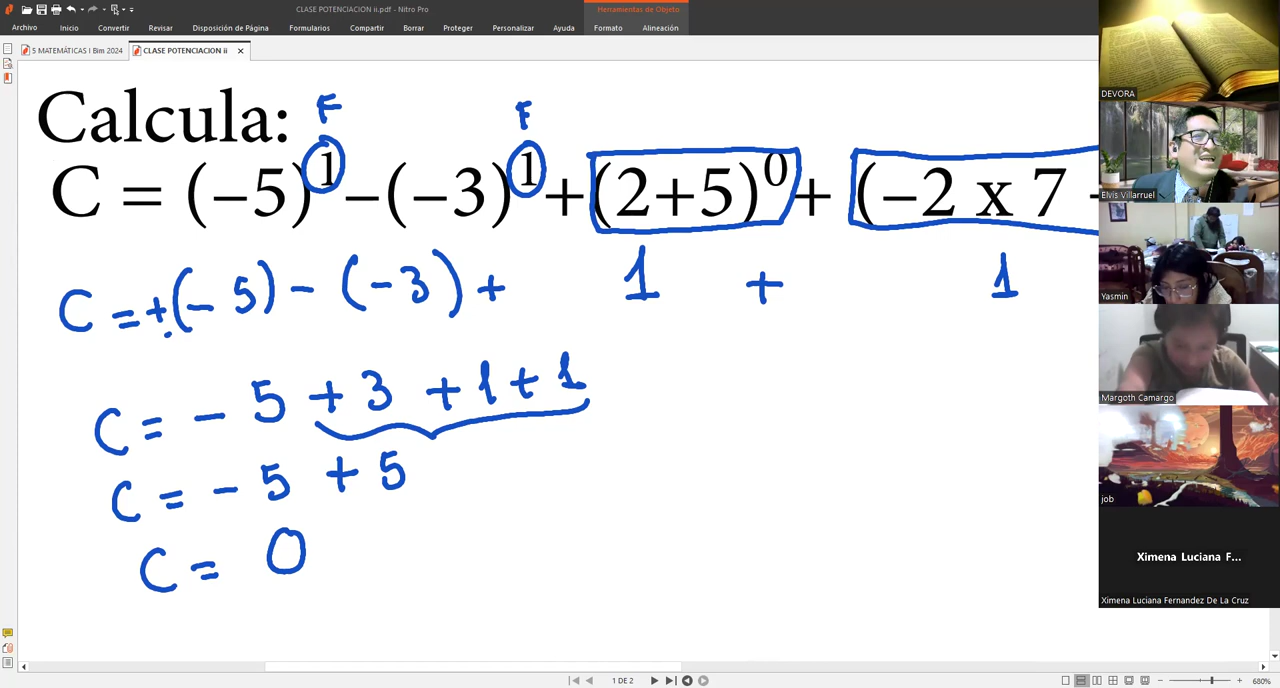 CLASE POTENCIACION ii.pdf - Nitro Pro
Herramientas de Objeto
Archivo Inicio Convertir Revisar Disposición de Página Formularios Compartir Borrar Proteger Personalizar Ayuda Formato Alineación
5 MATEMÁTICAS I Bim 2024 CLASE POTENCIACION ii
Calcula:
F F
C = (−5)¹ −(−3)¹ +(2+5)⁰ + (−2 x 7
C = +(- 5) - (-3) + 1 + 1
C = - 5 + 3 + 1 + 1
C = - 5 + 5
C = 0
DEVORA
Elvis Villarruel
Yasmin
Margoth Camargo
job
Ximena Luciana F...
Ximena Luciana Fernandez De La Cruz
1 DE 2
680%